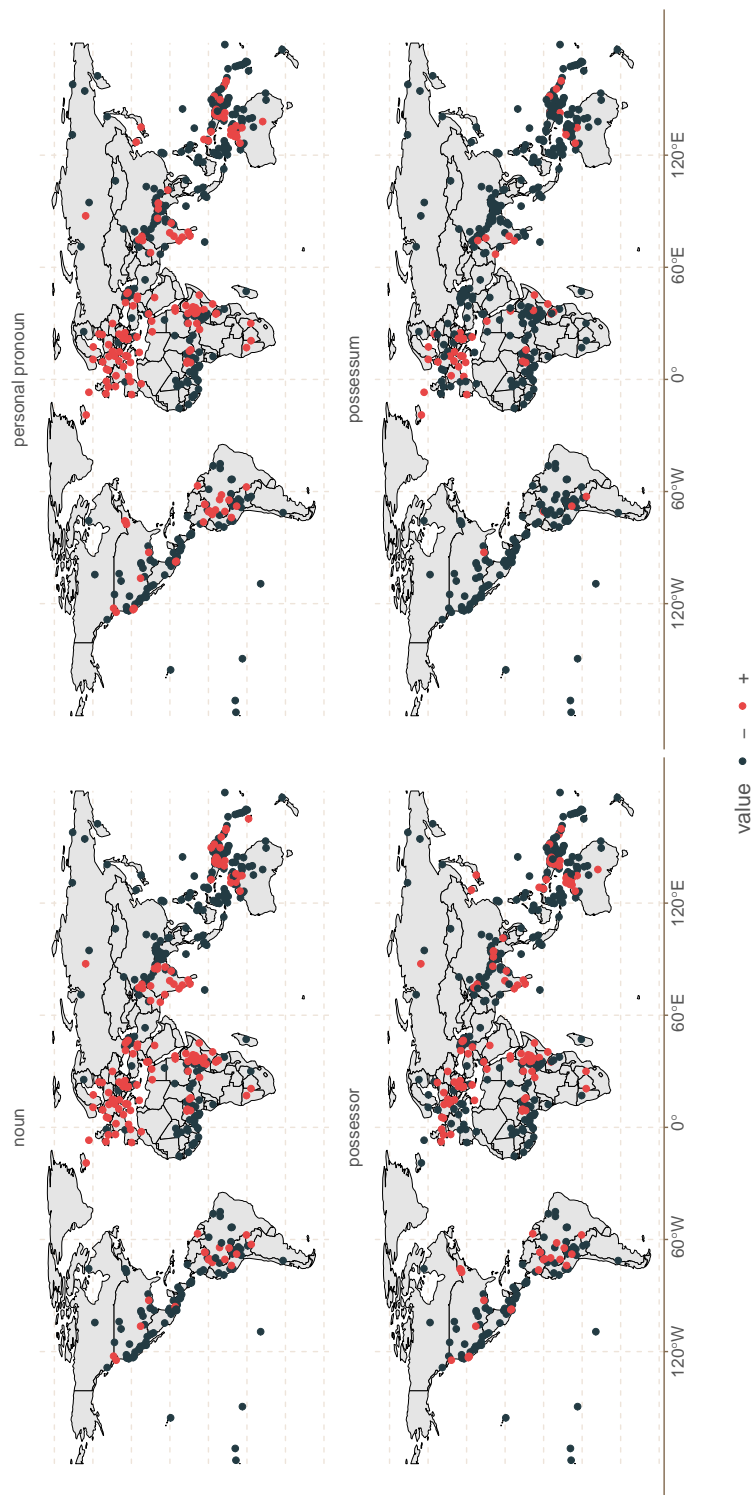 noun
personal pronoun
possessor
possessum
120°W
60°W
0°
60°E
120°E
120°W
60°W
0°
60°E
120°E
value − +